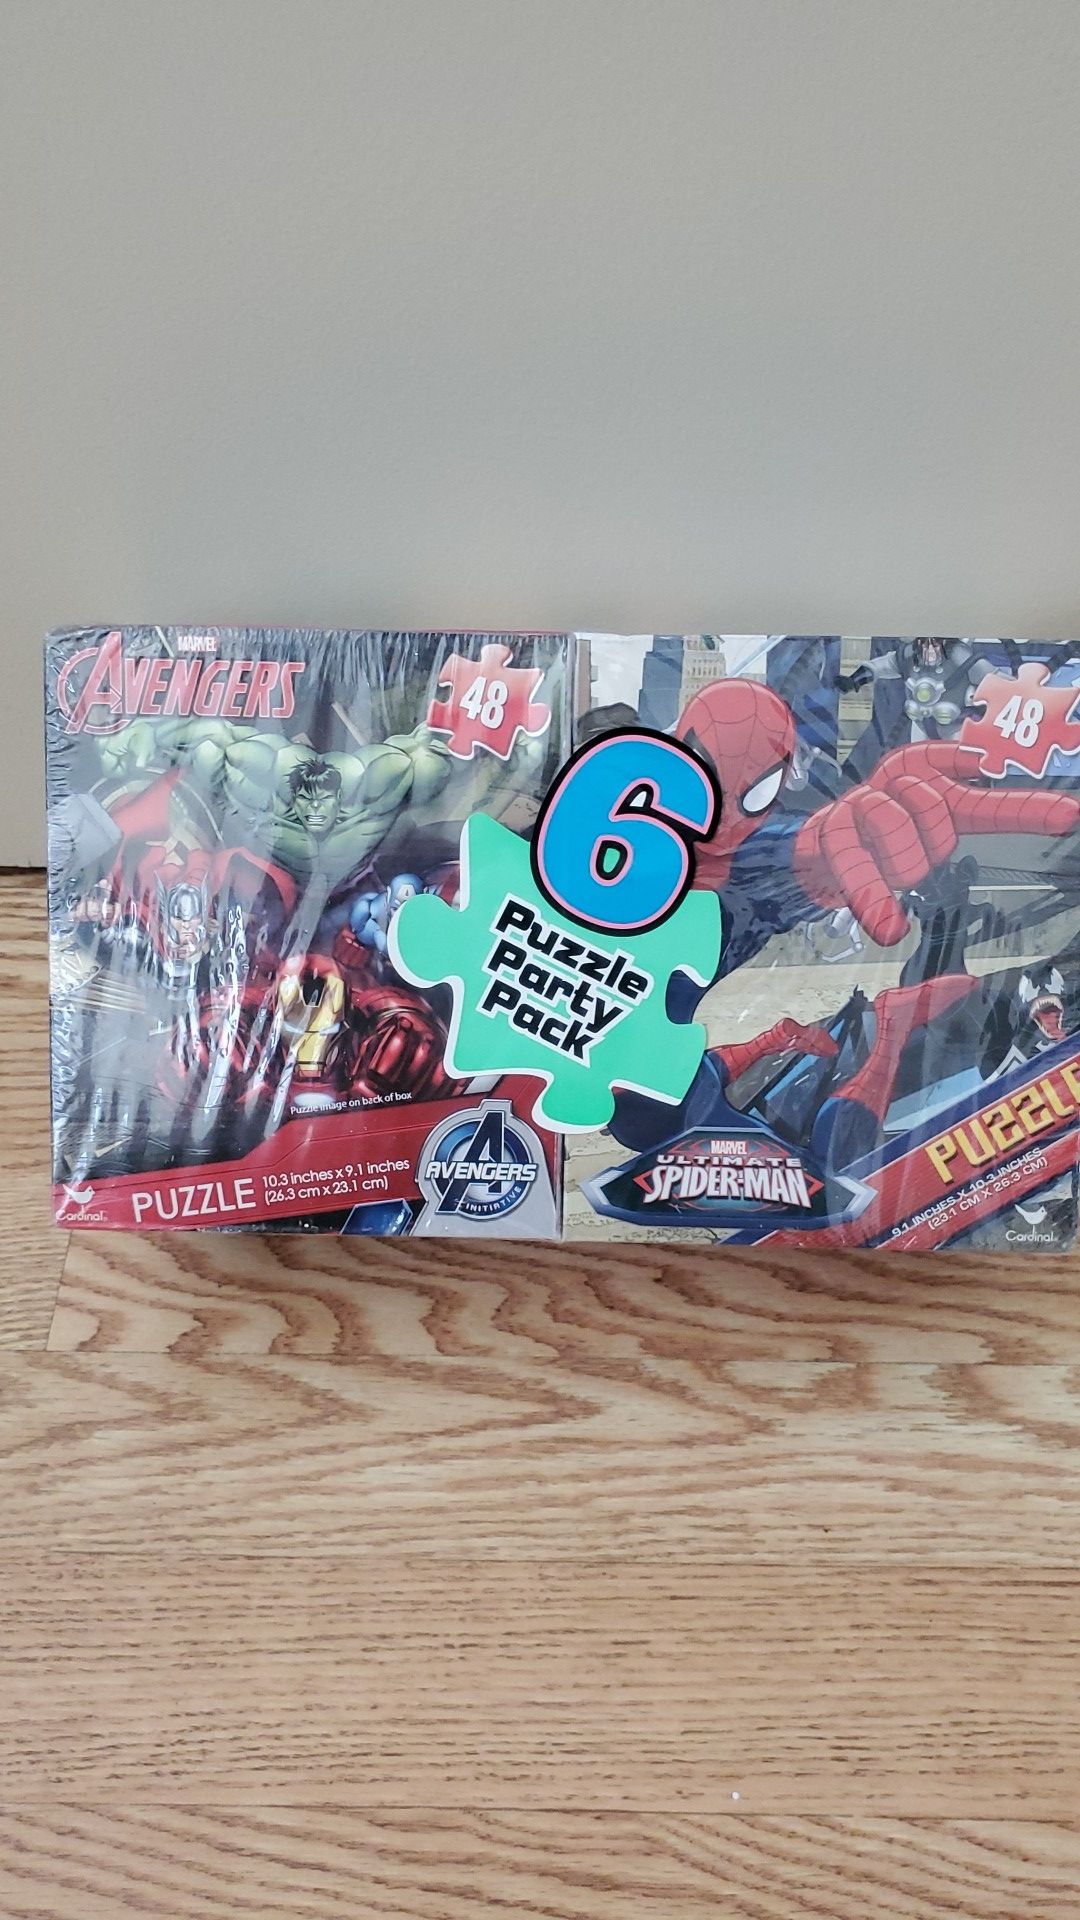 MARVEL
AVENGERS
48
Puzzle image on back of box
PUZZLE
10.3 inches x 9.1 inches
(26.3 cm x 23.1 cm)
A
AVENGERS
INITIATIVE
Cardinal
6
Puzzle
Party
Pack
48
MARVEL
ULTIMATE
SPIDER-MAN
PUZZLE
9.1 INCHES X 10.3 INCHES
(23.1 CM X 26.3 CM)
Cardinal